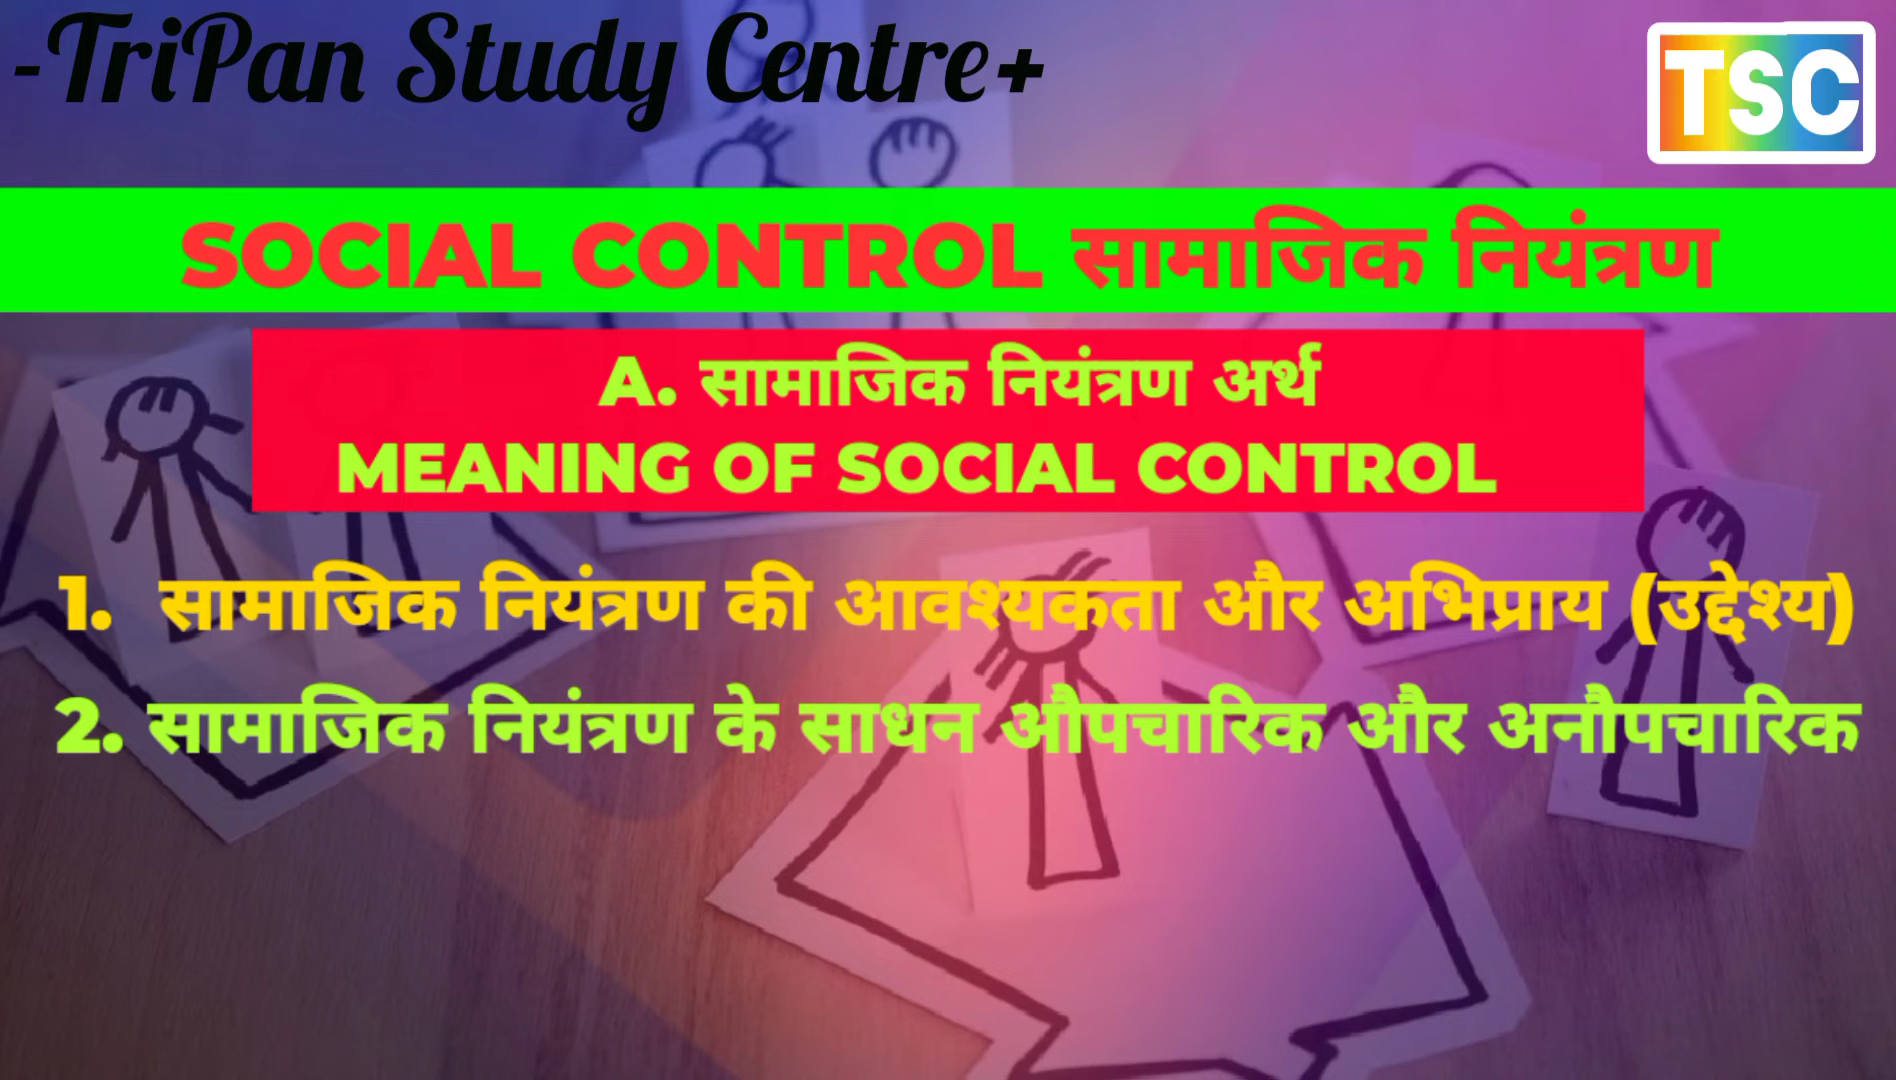 -TriPan Study Centre+
TSC
SOCIAL CONTROL सामाजिक नियंत्रण
A. सामाजिक नियंत्रण अर्थ
MEANING OF SOCIAL CONTROL
1. सामाजिक नियंत्रण की आवश्यकता और अभिप्राय (उद्देश्य)
2. सामाजिक नियंत्रण के साधन औपचारिक और अनौपचारिक